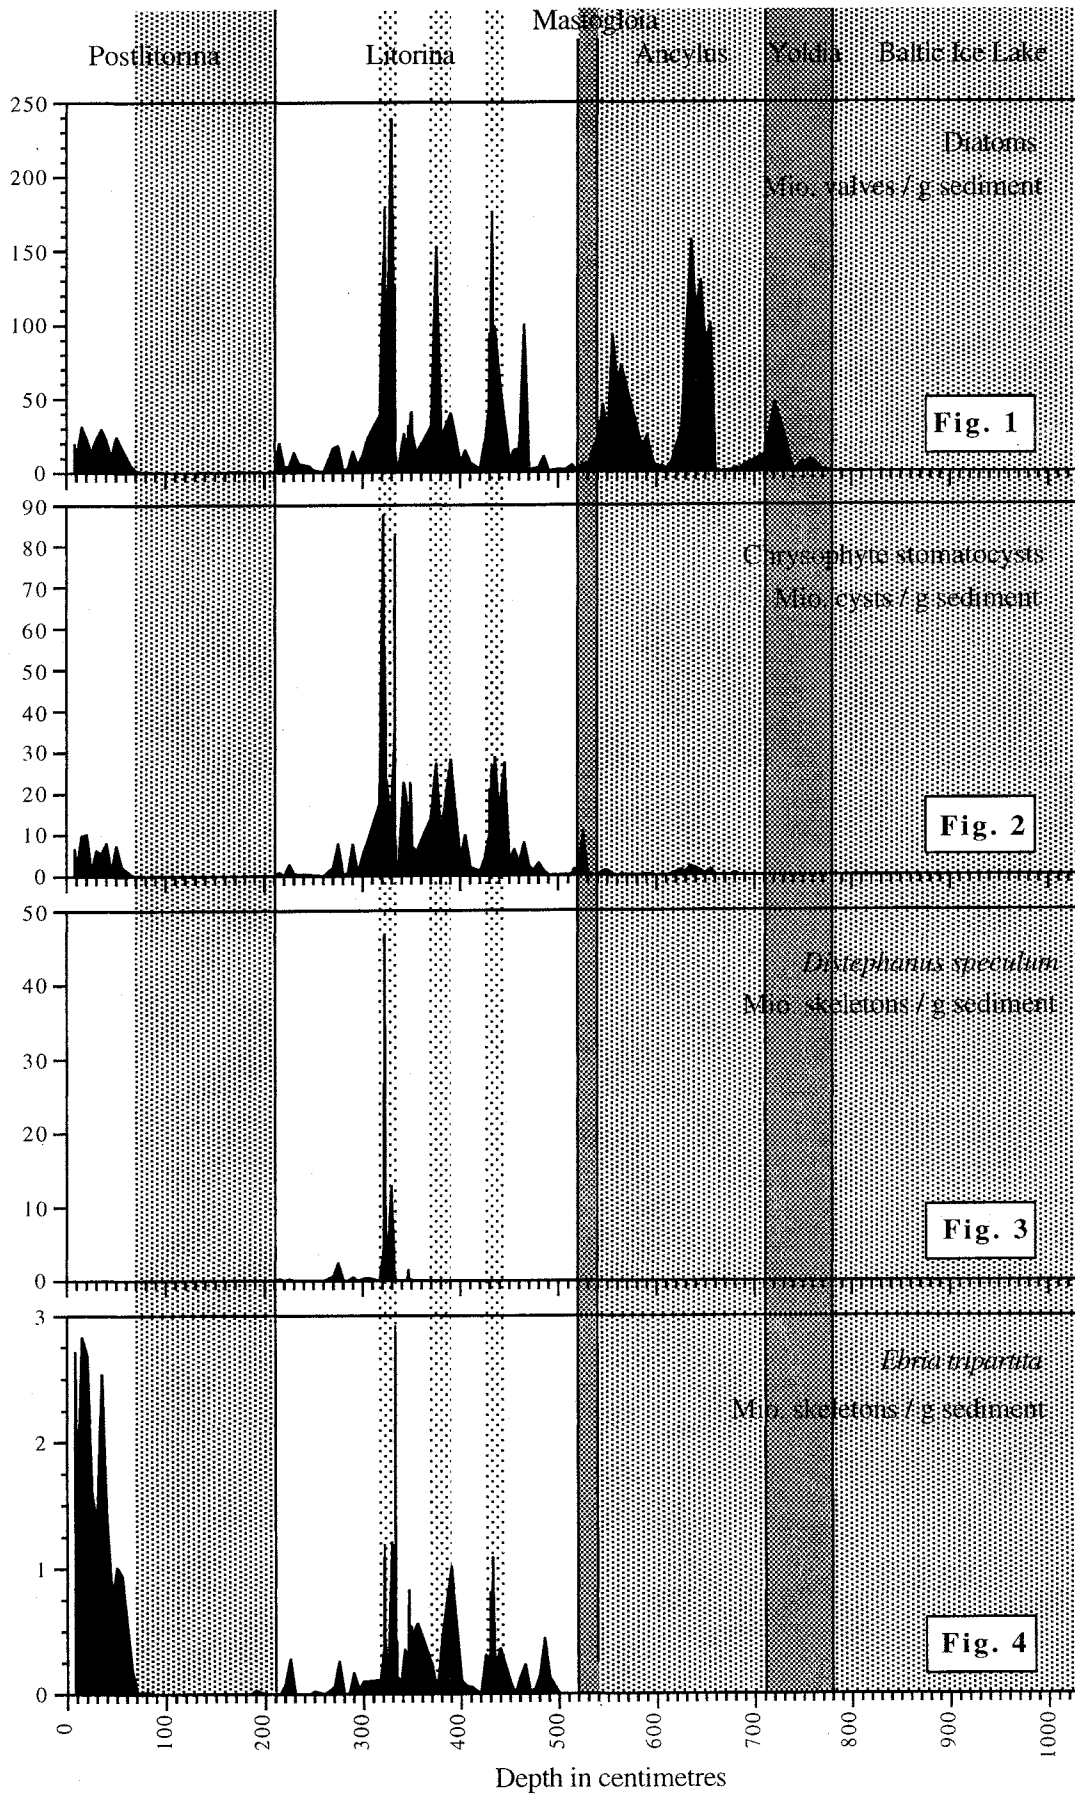 Mastogloia
Postlitorina Litorina Ancylus Yoldia Baltic Ice Lake
250
200
150
100
50
0
Diatoms
Mio. valves / g sediment
Fig. 1
90
80
70
60
50
40
30
20
10
0
Chrysophyte stomatocysts
Mio. cysts / g sediment
Fig. 2
50
40
30
20
10
0
Distephanus speculum
Mio. skeletons / g sediment
Fig. 3
3
2
1
0
Ebria tripartita
Mio. skeletons / g sediment
Fig. 4
0 100 200 300 400 500 600 700 800 900 1000
Depth in centimetres